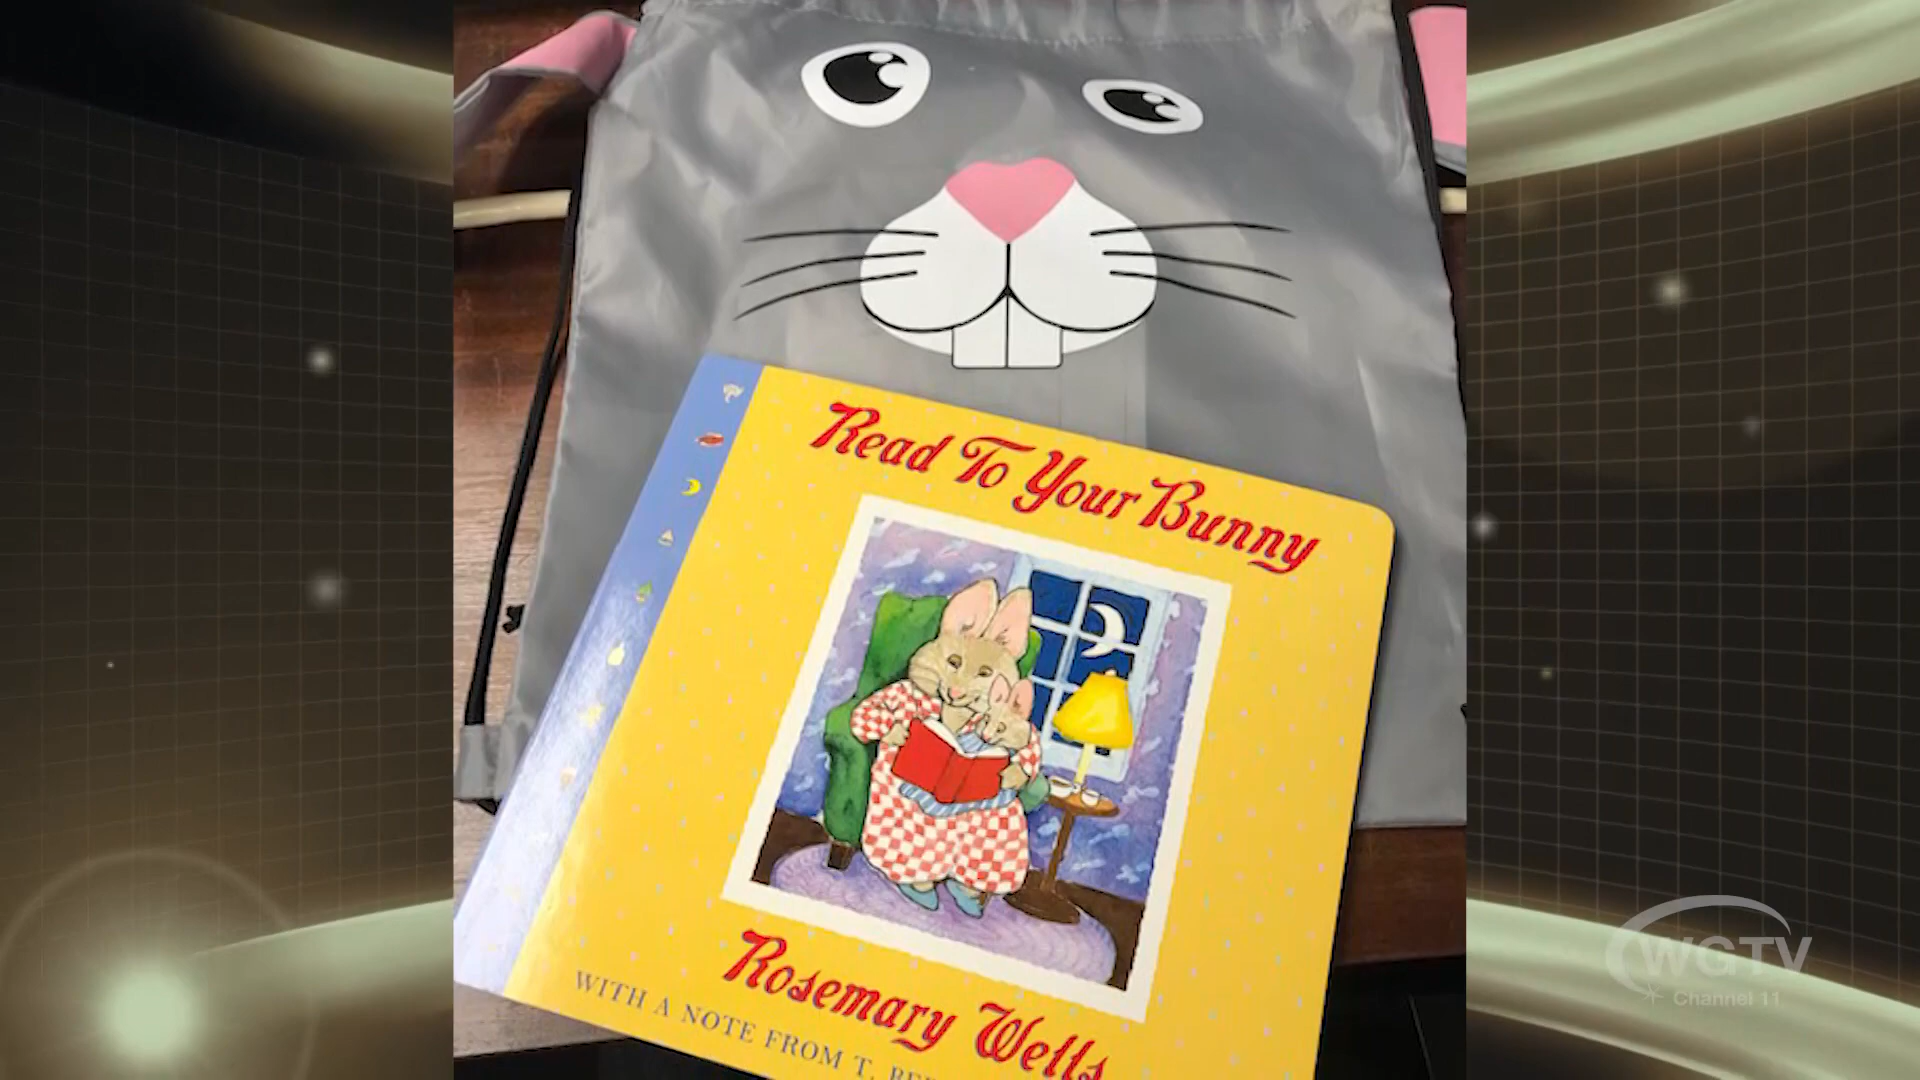 Read To Your Bunny
Rosemary Wells
WITH A NOTE FROM T.
WGTV
Channel 11